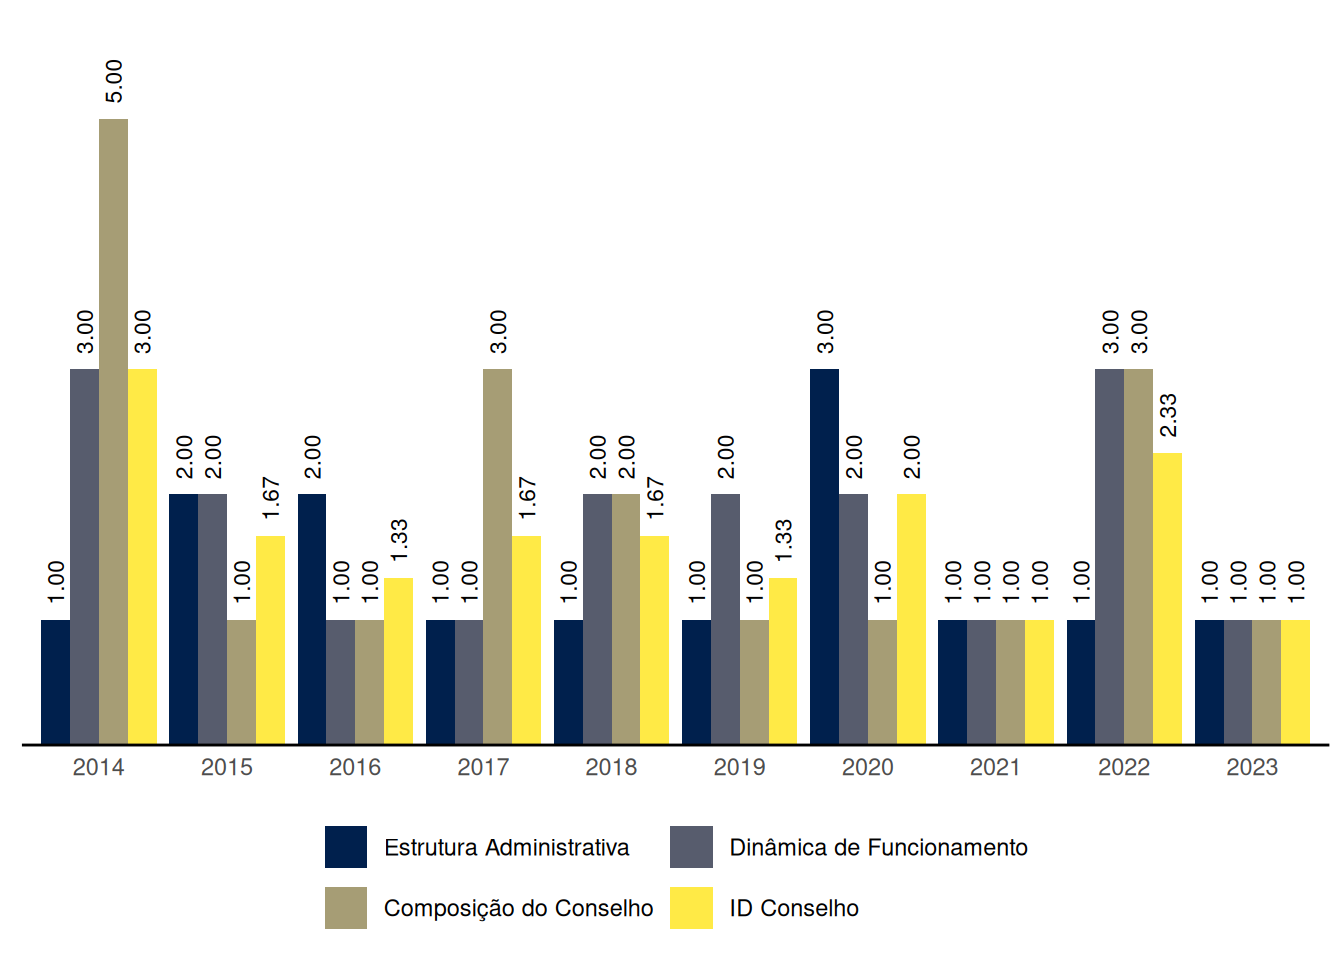 5.00
3.00 3.00 3.00 3.00 3.00 3.00
2.33
2.00 2.00 2.00 2.00 2.00 2.00 2.00 2.00
1.67 1.67 1.67
1.33 1.33
1.00 1.00 1.00 1.00 1.00 1.00 1.00 1.00 1.00 1.00 1.00 1.00 1.00 1.00 1.00 1.00 1.00 1.00 1.00 1.00
2014 2015 2016 2017 2018 2019 2020 2021 2022 2023
Estrutura Administrativa Dinâmica de Funcionamento
Composição do Conselho ID Conselho